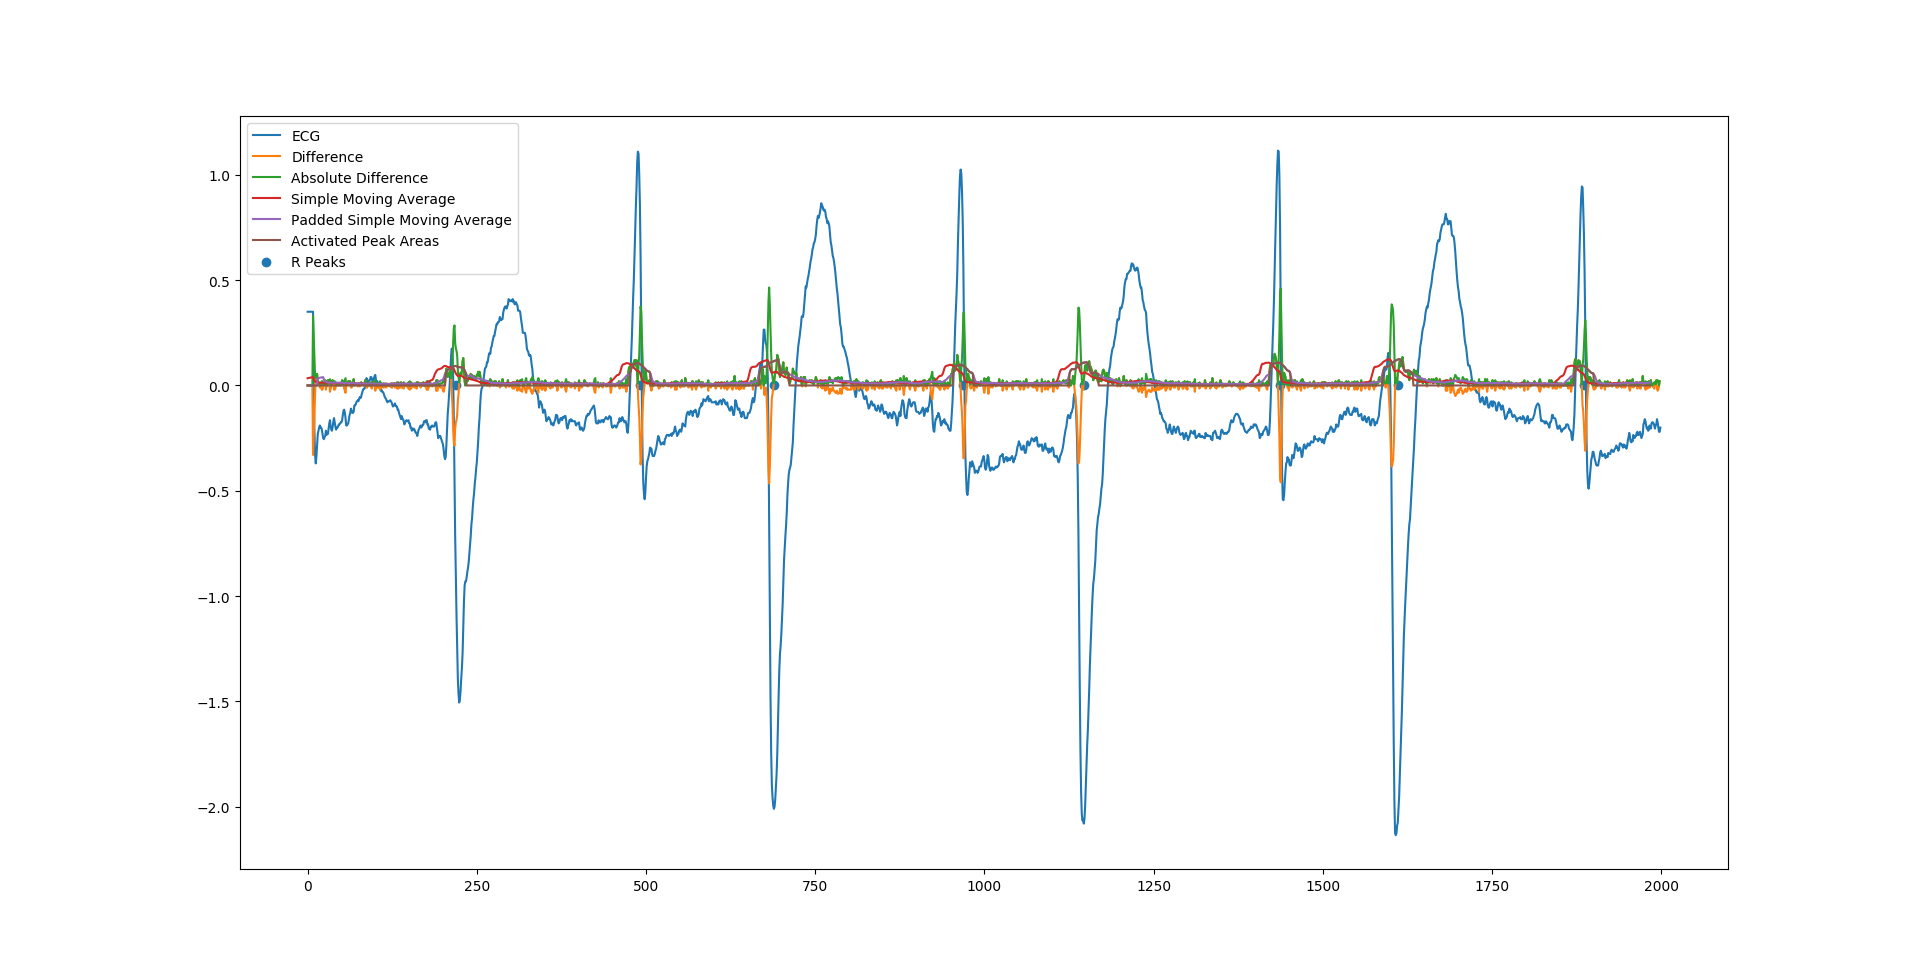 ECG
Difference
Absolute Difference
Simple Moving Average
Padded Simple Moving Average
Activated Peak Areas
R Peaks
1.0
0.5
0.0
−0.5
−1.0
−1.5
−2.0
0 250 500 750 1000 1250 1500 1750 2000